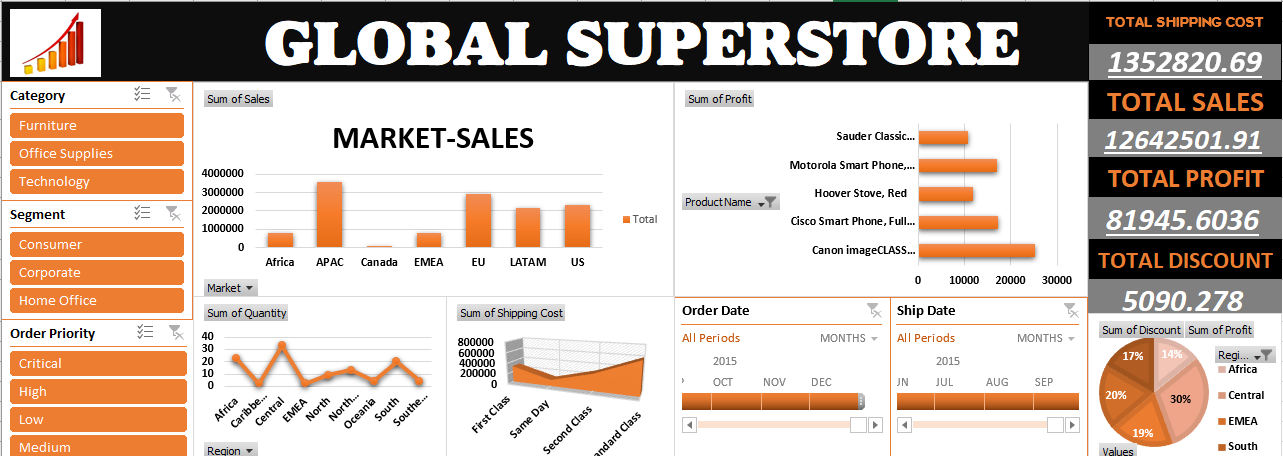 GLOBAL SUPERSTORE
TOTAL SHIPPING COST
1352820.69
TOTAL SALES
12642501.91
TOTAL PROFIT
81945.6036
TOTAL DISCOUNT
5090.278
Category
Furniture
Office Supplies
Technology
Segment
Consumer
Corporate
Home Office
Order Priority
Critical
High
Low
Medium
Sum of Sales
MARKET-SALES
4000000
3000000
2000000
1000000
0
Africa APAC Canada EMEA EU LATAM US
Total
Market
Sum of Profit
Product Name
Sauder Classic...
Motorola Smart Phone,...
Hoover Stove, Red
Cisco Smart Phone, Full...
Canon imageCLASS...
0 10000 20000 30000
Sum of Quantity
40
30
20
10
0
Africa Caribbe... Central EMEA North North... Oceania South Southe...
Region
Sum of Shipping Cost
800000
600000
400000
200000
0
First Class Same Day Second Class andard Class
Order Date
All Periods MONTHS
2015
OCT NOV DEC
Ship Date
All Periods MONTHS
2015
JN JUL AUG SEP
Sum of Discount Sum of Profit
17% 14%
30%
20%
19%
Regi...
Africa
Central
EMEA
South
Values